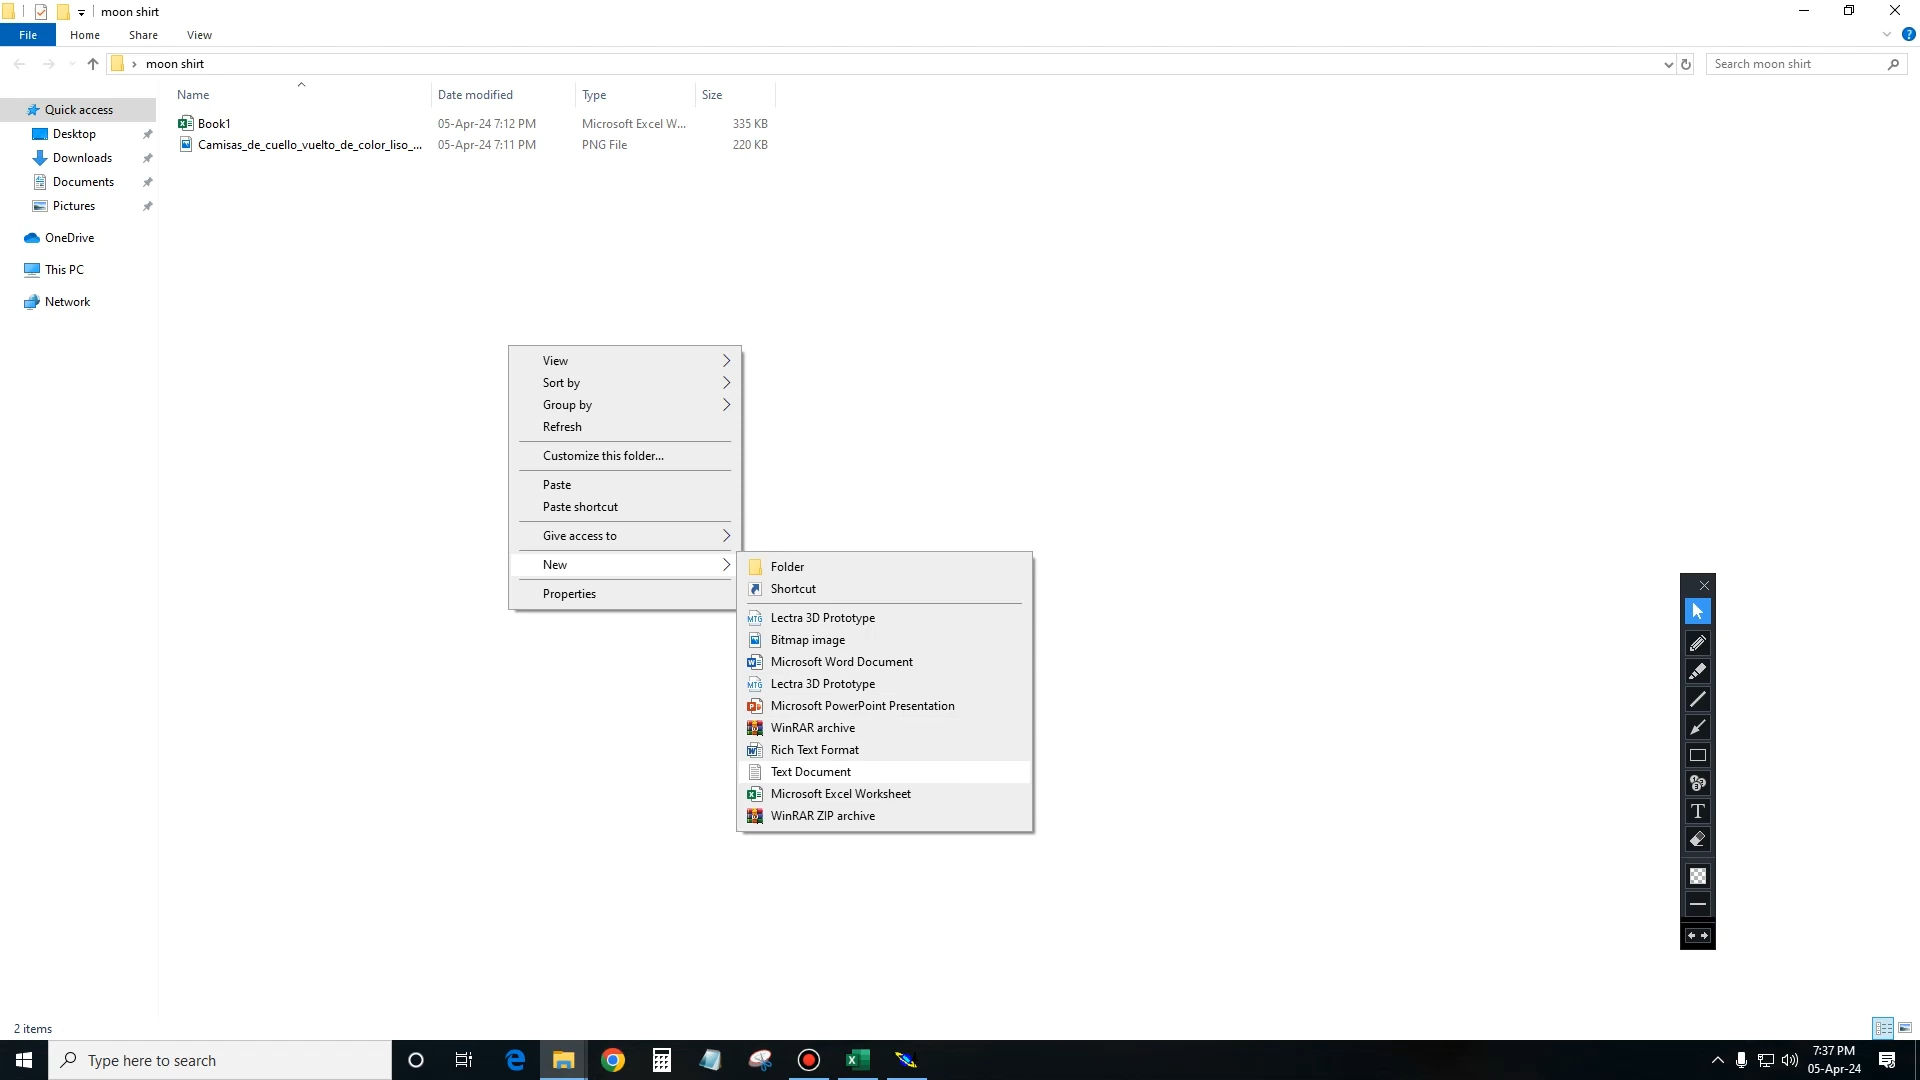 moon shirt
File Home Share View
moon shirt
Search moon shirt
Name Date modified Type Size
Quick access
Desktop
Downloads
Documents
Pictures
OneDrive
This PC
Network
Book1 05-Apr-24 7:12 PM Microsoft Excel W... 335 KB
Camisas_de_cuello_vuelto_de_color_liso_... 05-Apr-24 7:11 PM PNG File 220 KB
View
Sort by
Group by
Refresh
Customize this folder...
Paste
Paste shortcut
Give access to
New
Properties
Folder
Shortcut
Lectra 3D Prototype
Bitmap image
Microsoft Word Document
Lectra 3D Prototype
Microsoft PowerPoint Presentation
WinRAR archive
Rich Text Format
Text Document
Microsoft Excel Worksheet
WinRAR ZIP archive
2 items
Type here to search
7:37 PM
05-Apr-24